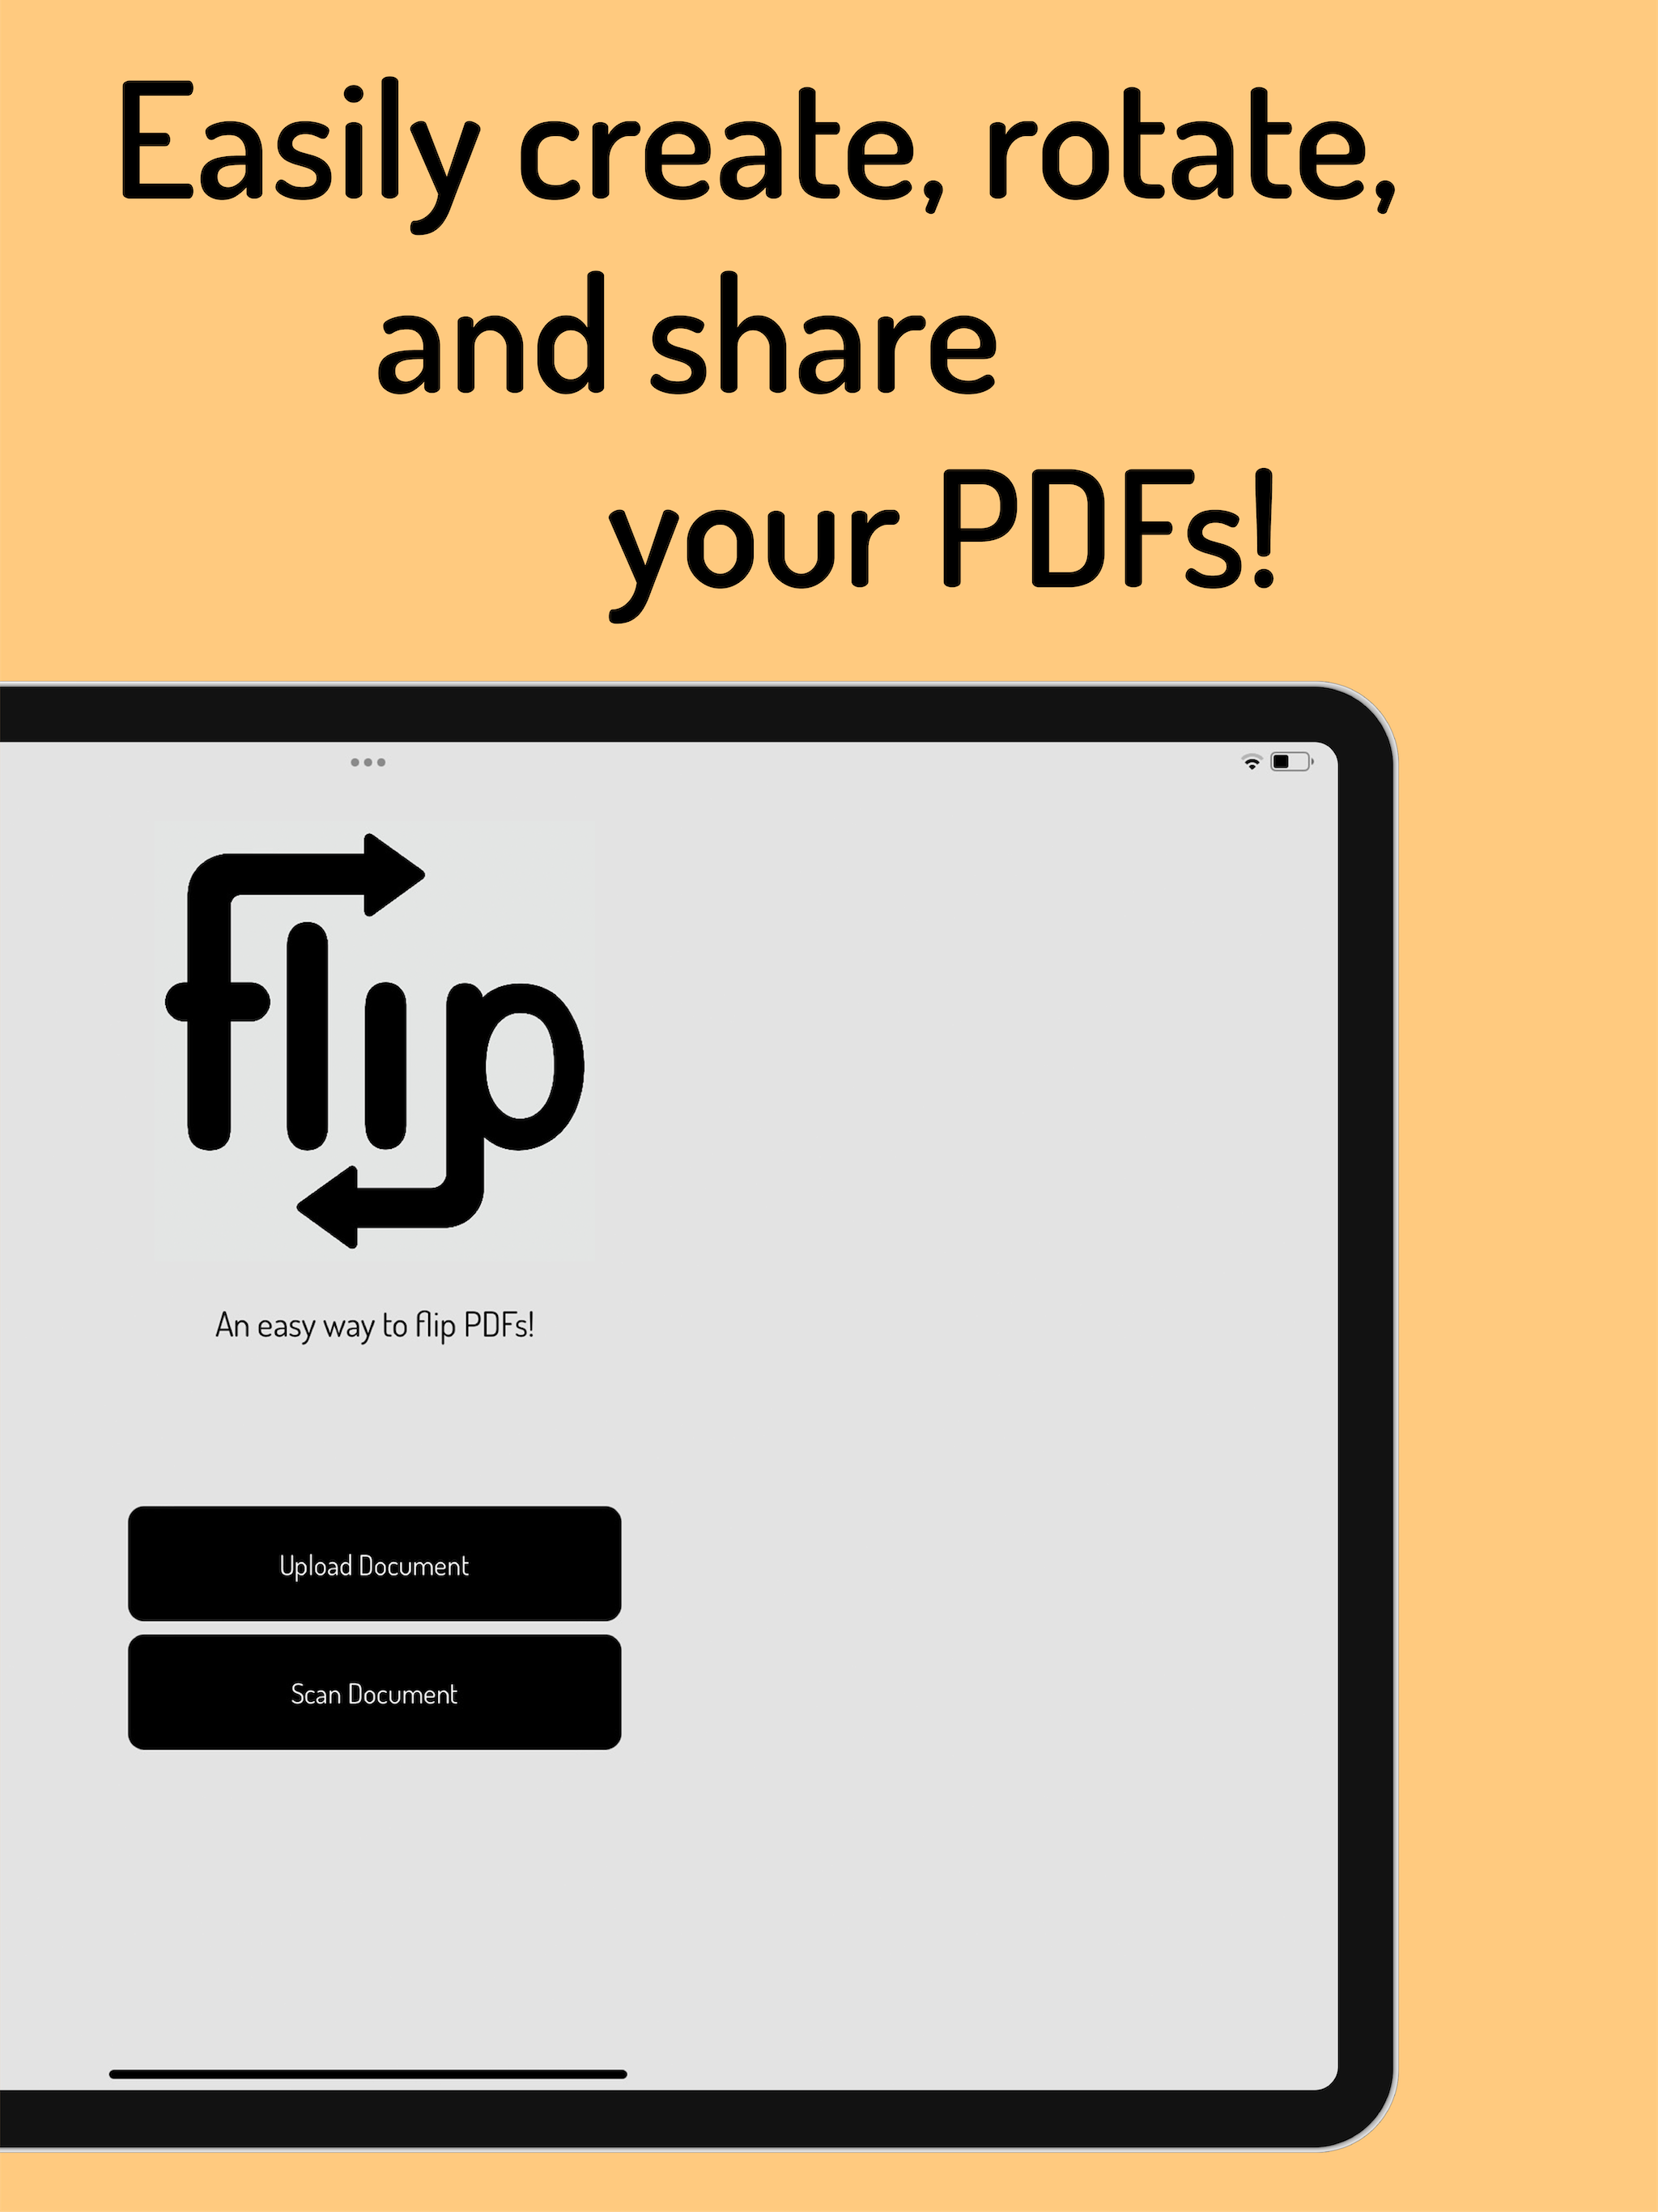 Easily create, rotate,
and share
your PDFs!
flip
An easy way to flip PDFs!
Upload Document
Scan Document